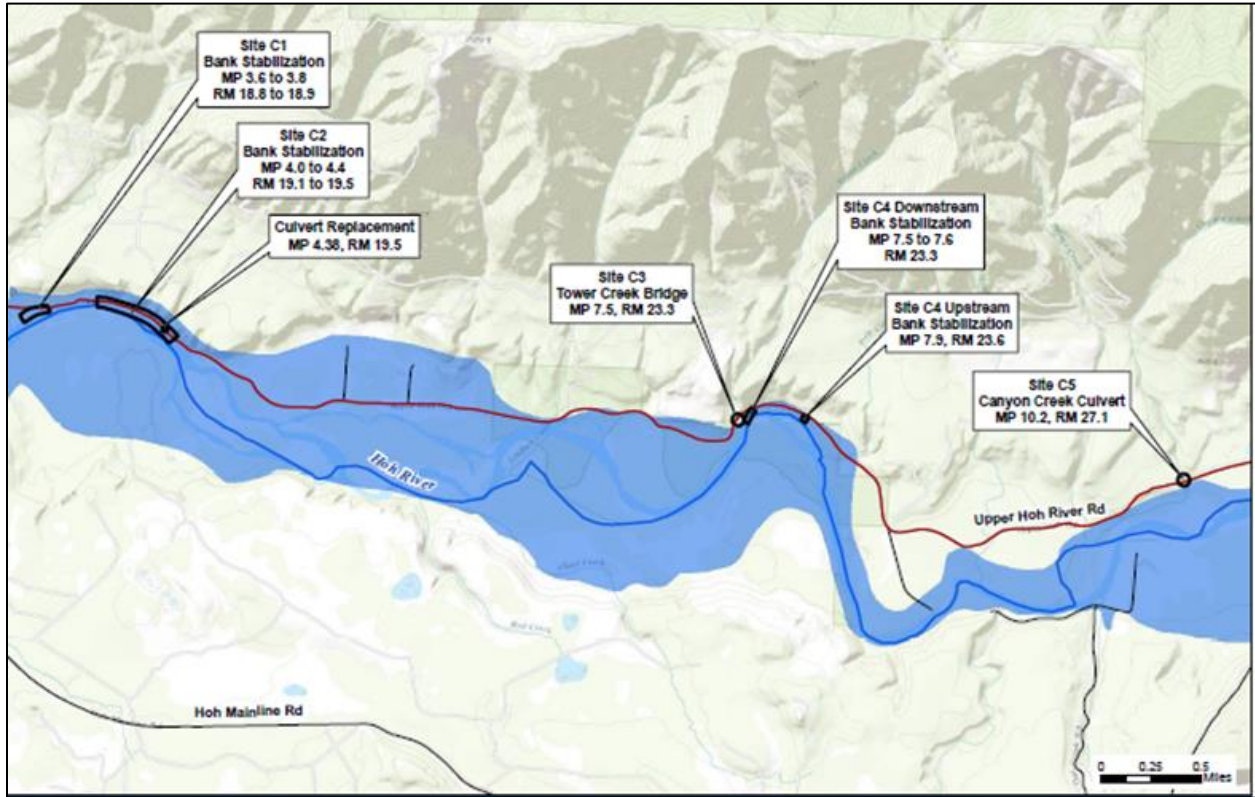 Site C1
Bank Stabilization
MP 3.6 to 3.8
RM 18.8 to 18.9
Site C2
Bank Stabilization
MP 4.0 to 4.4
RM 19.1 to 19.5
Culvert Replacement
MP 4.38, RM 19.5
Site C4 Downstream
Bank Stabilization
MP 7.5 to 7.6
RM 23.3
Site C3
Tower Creek Bridge
MP 7.5, RM 23.3
Site C4 Upstream
Bank Stabilization
MP 7.9, RM 23.6
Site C5
Canyon Creek Culvert
MP 10.2, RM 27.1
Hoh River
Upper Hoh River Rd
Hoh Mainline Rd
0 0.25 0.5
Miles